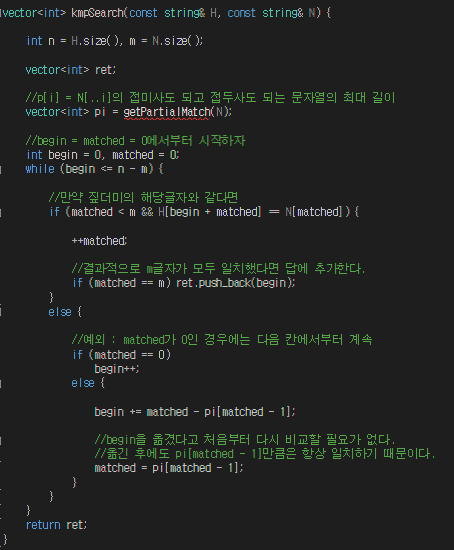 vector<int> kmpSearch(const string& H, const string& N) {
int n = H.size(), m = N.size();
vector<int> ret;
//p[i] = N[..i]의 접미사도 되고 접두사도 되는 문자열의 최대 길이
vector<int> pi = getPartialMatch(N);
//begin = matched = 0에서부터 시작하자
int begin = 0, matched = 0;
while (begin <= n - m) {
//만약 짚더미의 해당글자와 같다면
if (matched < m && H[begin + matched] == N[matched]) {
++matched;
//결과적으로 m글자가 모두 일치했다면 답에 추가한다.
if (matched == m) ret.push_back(begin);
}
else {
//예외 : matched가 0인 경우에는 다음 칸에서부터 계속
if (matched == 0)
begin++;
else {
begin += matched - pi[matched - 1];
//begin을 옮겼다고 처음부터 다시 비교할 필요가 없다.
//옮긴 후에도 pi[matched - 1]만큼은 항상 일치하기 때문이다.
matched = pi[matched - 1];
}
}
}
return ret;
}